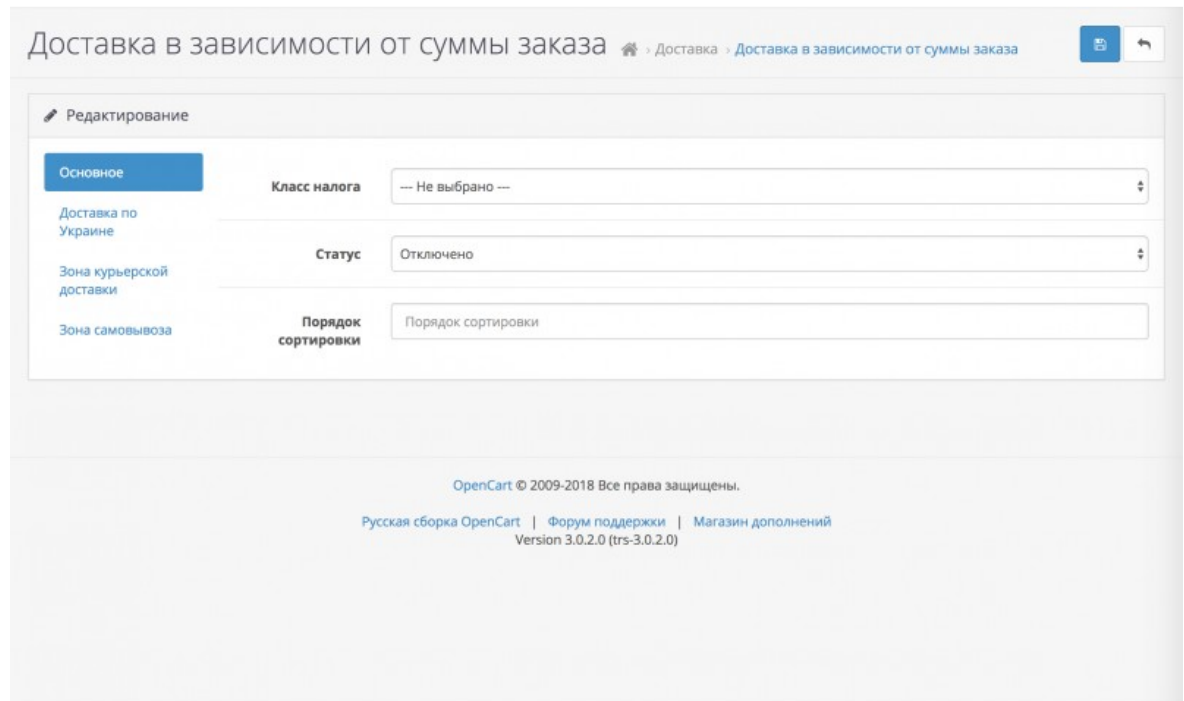 Доставка в зависимости от суммы заказа › Доставка › Доставка в зависимости от суммы заказа
Редактирование
Основное
Доставка по
Украине
Зона курьерской
доставки
Зона самовывоза
Класс налога --- Не выбрано ---
Статус Отключено
Порядок
сортировки
Порядок сортировки
OpenCart © 2009-2018 Все права защищены.
Русская сборка OpenCart | Форум поддержки | Магазин дополнений
Version 3.0.2.0 (trs-3.0.2.0)